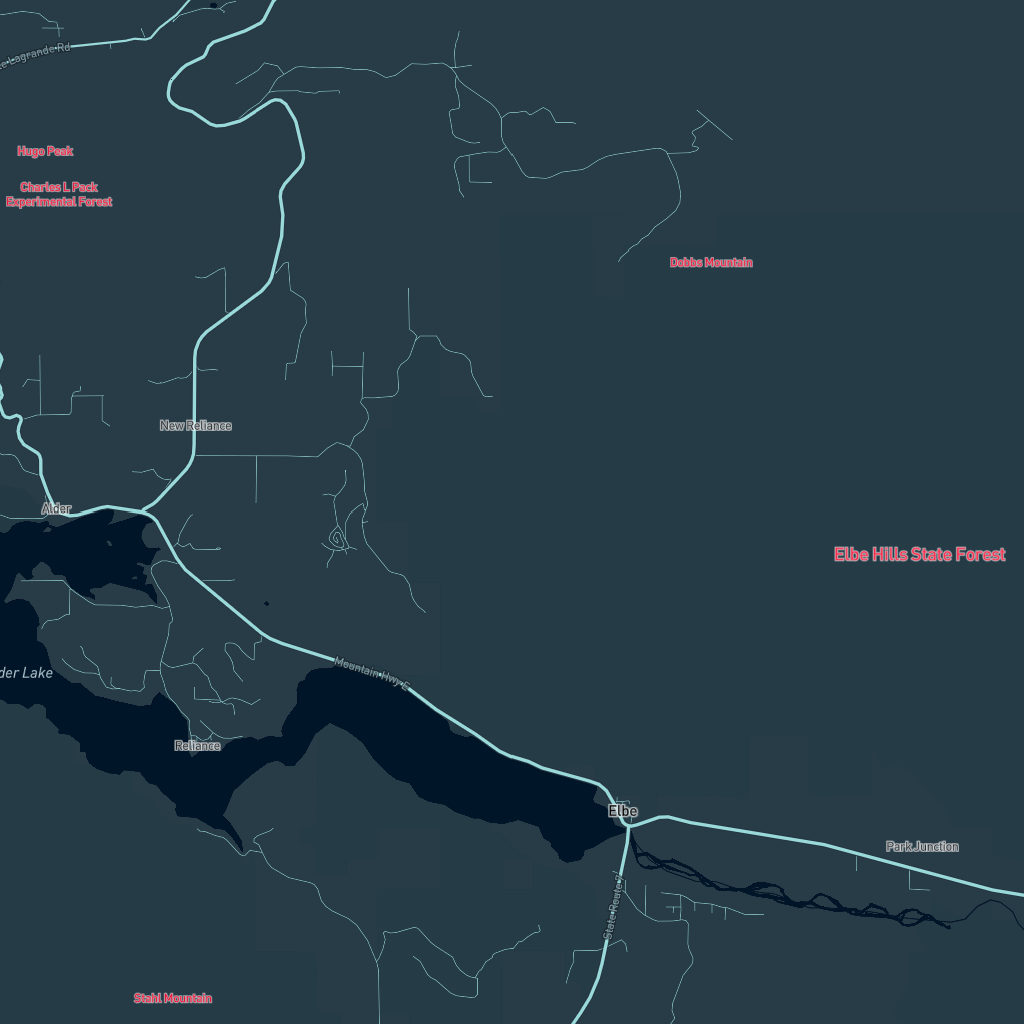 Lagrande Rd
Hugo Peak
Charles L Pack
Experimental Forest
Dobbs Mountain
New Reliance
Alder
Elbe Hills State Forest
der Lake
Mountain Hwy E
Reliance
Elbe
Park Junction
State Route 7
Stahl Mountain